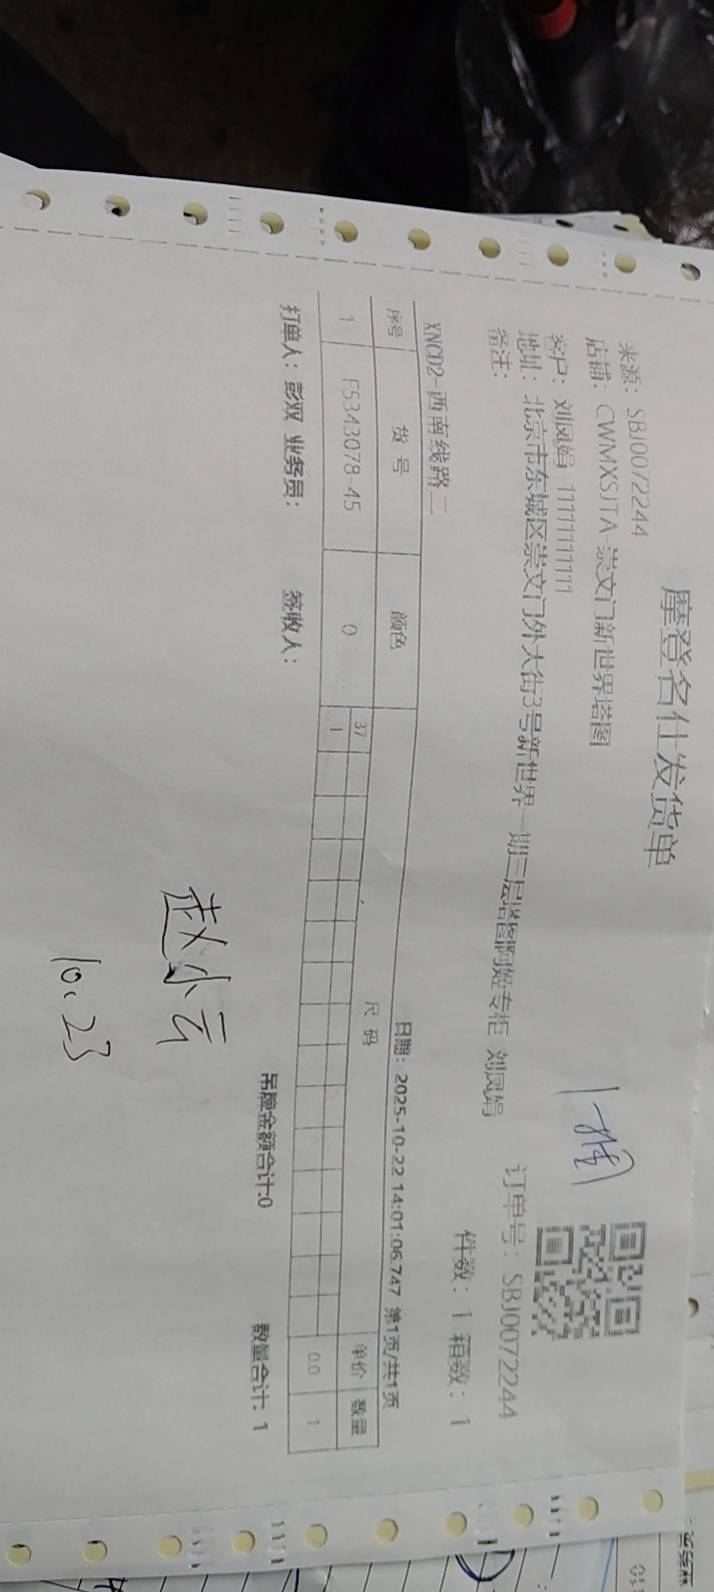 摩登名仕发货单
来源：SBJ0072244
店铺：CWMXSJTA-崇文门新世界塔图
客户：刘凤娟 11111111111
地址：北京市东城区崇文门外大街3号新世界一期三层塔图阿姬专柜 刘凤娟
备注：
1箱
订单号：SBJ0072244
件数：1 箱数：1
XNCD2-西南线路二
日期：2025-10-22 14:01:06.747 第1页/共1页
序号 货号 颜色 尺码 单价 数量
37
1 F5343078-45 0 1 0.0 1
打单人：彭双 业务员： 签收人： 吊牌金额合计:0 数量合计: 1
赵小云
10.23